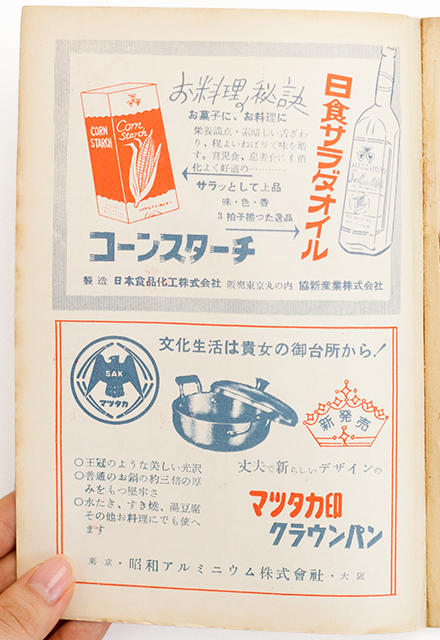 お料理の秘訣
お菓子に、お料理に
栄養満点・素晴しい舌ざわ
り、程よいねばりで味を増
す。育児食、患者食に(消
化よく好適の…………
サラッとして上品
味・色・香
3拍子揃つた逸品
日食サラダオイル
CORN
STARCH
Corn
Starch
コーンスターチ
製造 日本食品化工株式会社 販売東京丸の内 協新産業株式会社
文化生活は貴女の御台所から!
SAK
マツタカ
新発売
○王冠のような美しい光沢
○普通のお鍋の約三倍の厚
みをもつ堅牢さ
○水たき、すき焼、湯豆腐
その他お料理にでも使へ
ます
丈夫で新らしいデザインの
マツタカ印
クラウンパン
東京・昭和アルミニウム株式會社・大阪